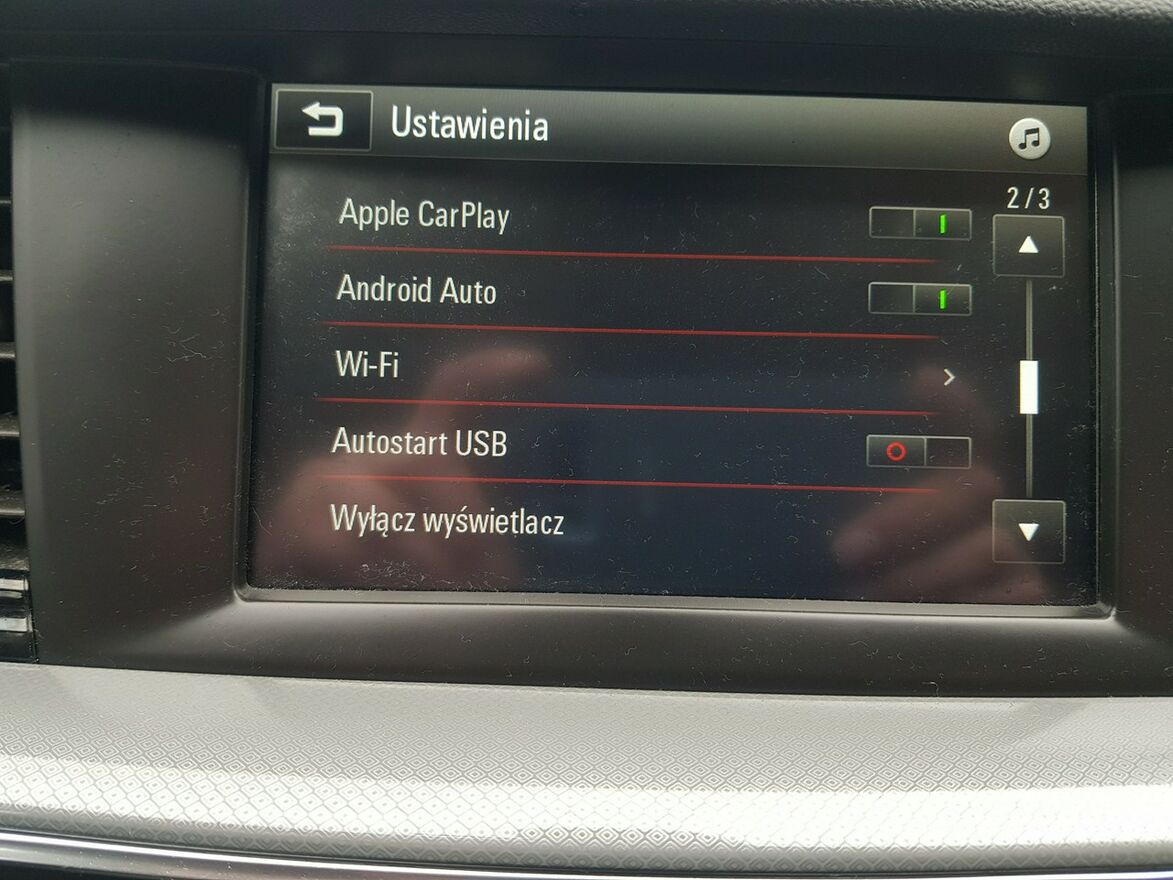 Ustawienia
2/3
Apple CarPlay
Android Auto
Wi-Fi
Autostart USB
Wyłącz wyświetlacz